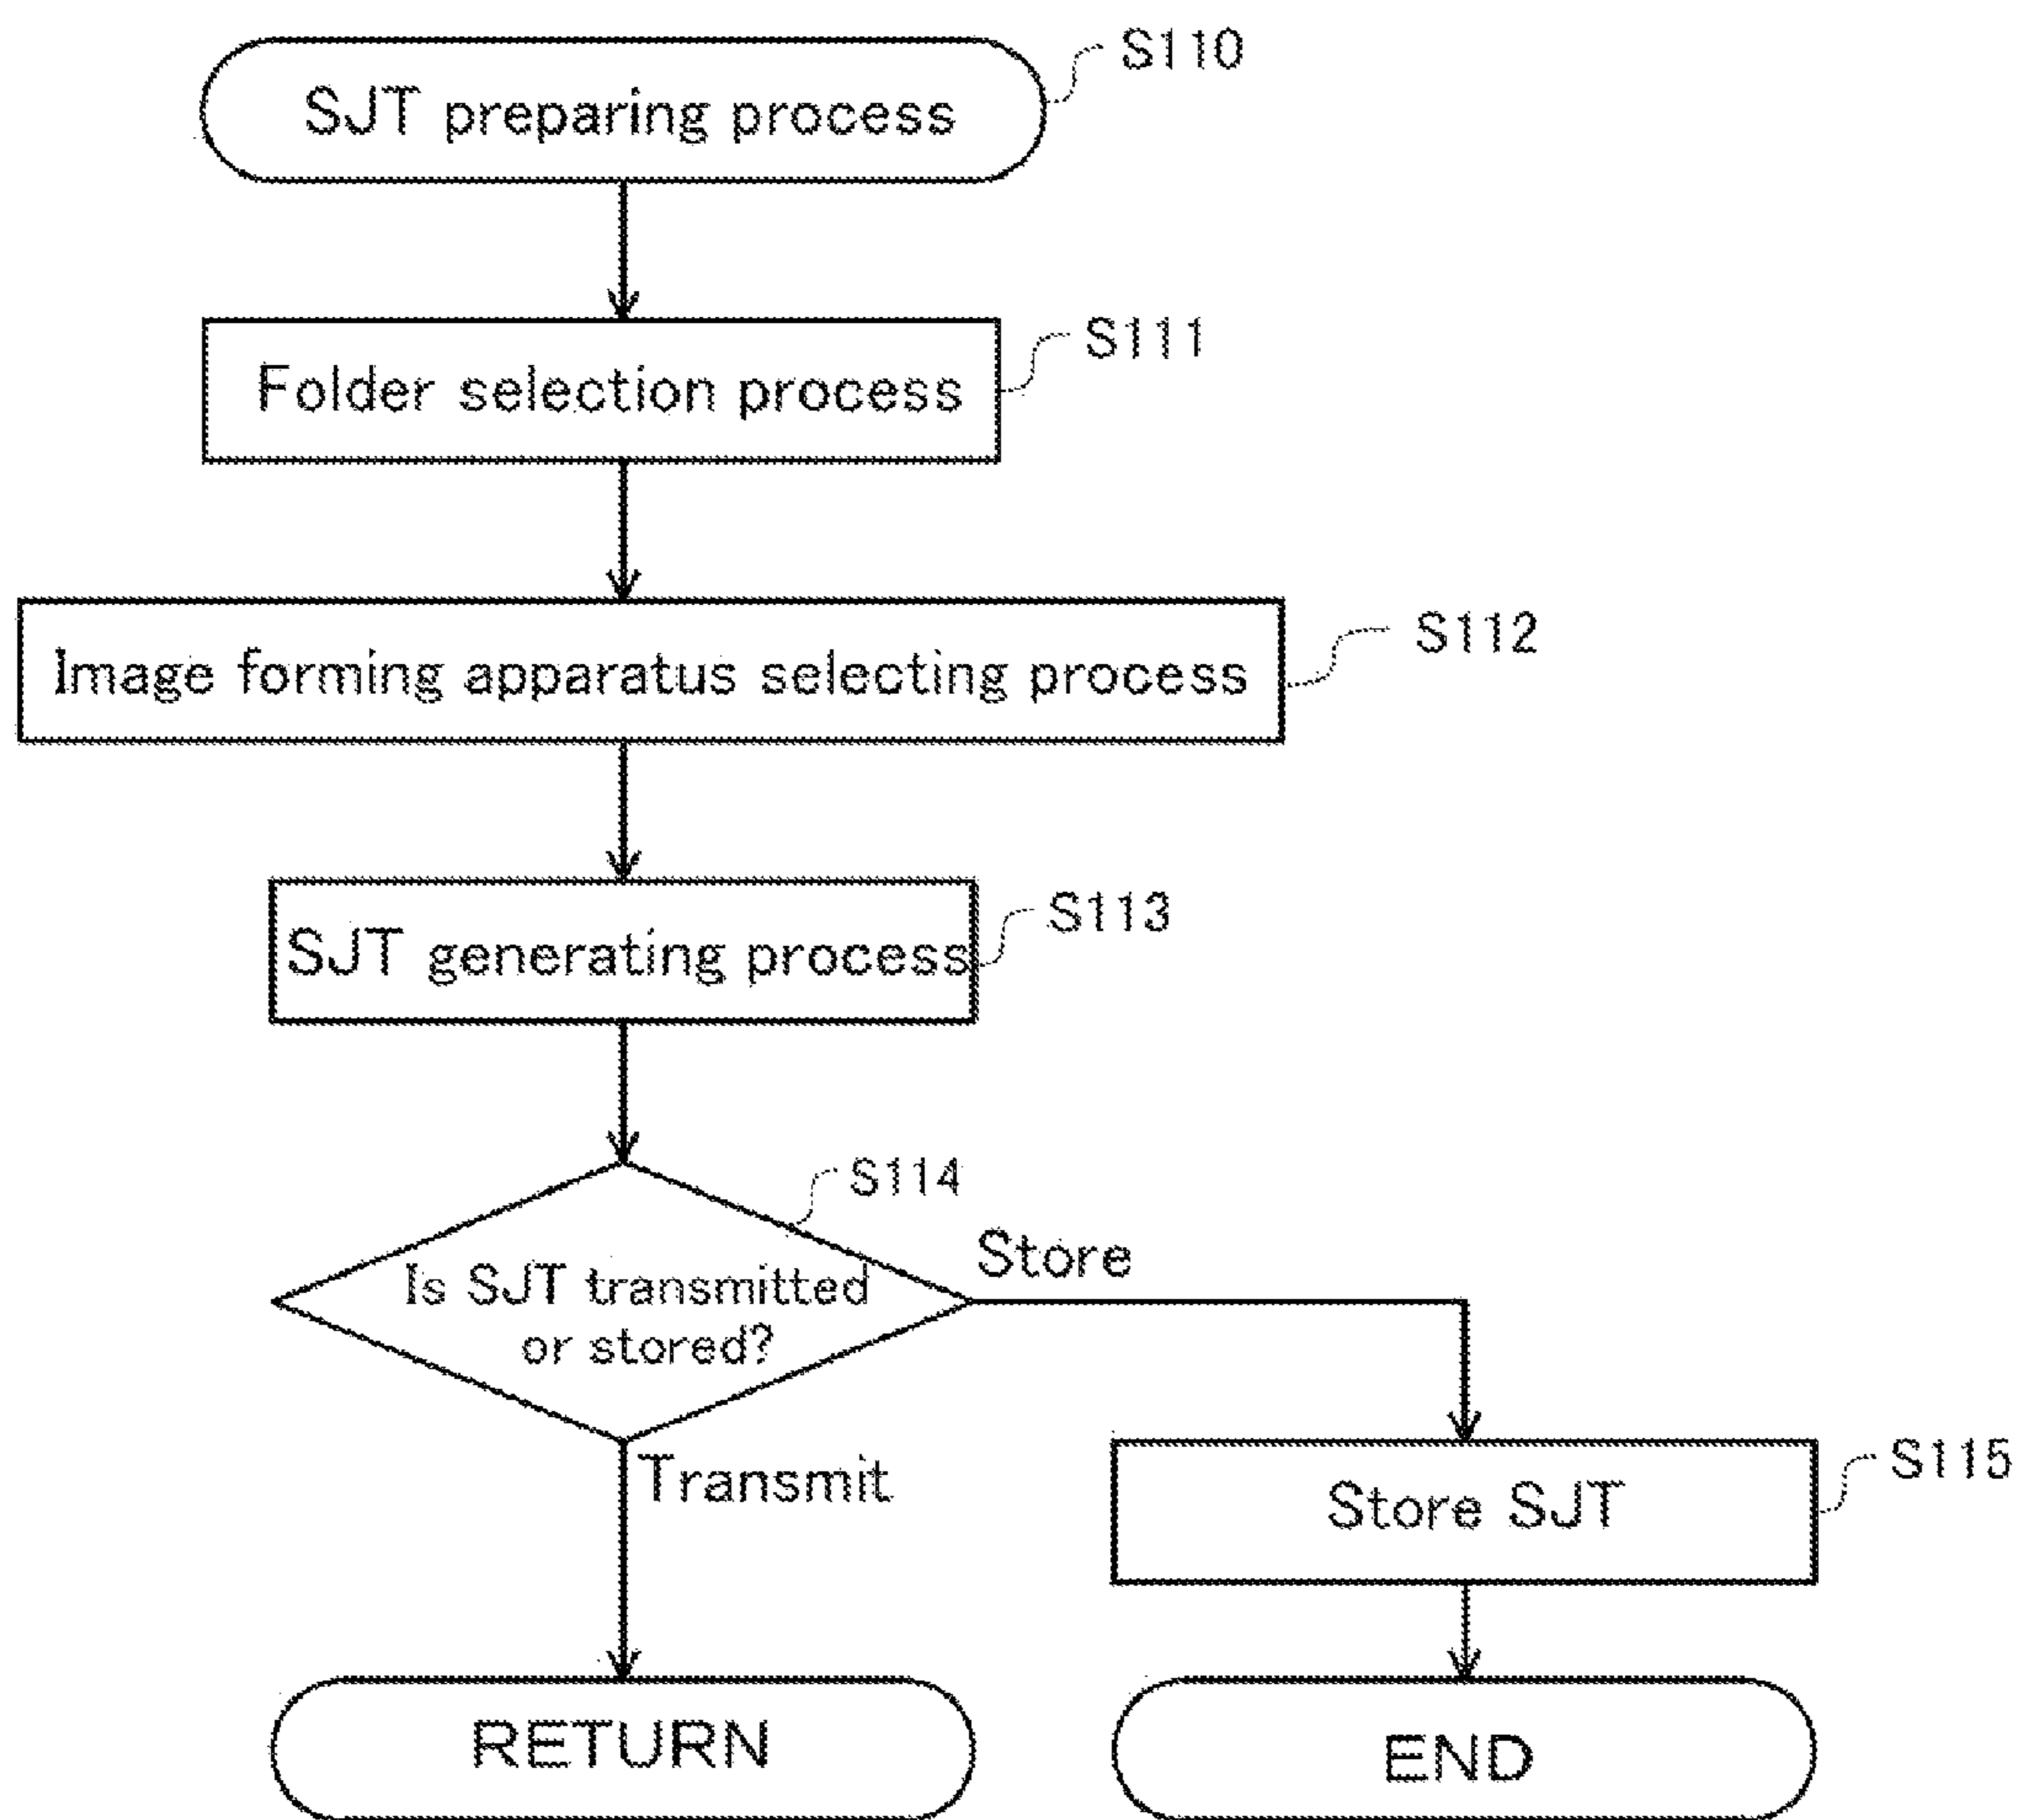 SJT preparing process
S110
Folder selection process
S111
Image forming apparatus selecting process
S112
SJT generating process
S113
S114
Is SJT transmitted
or stored?
Store
Transmit
Store SJT
S115
RETURN
END